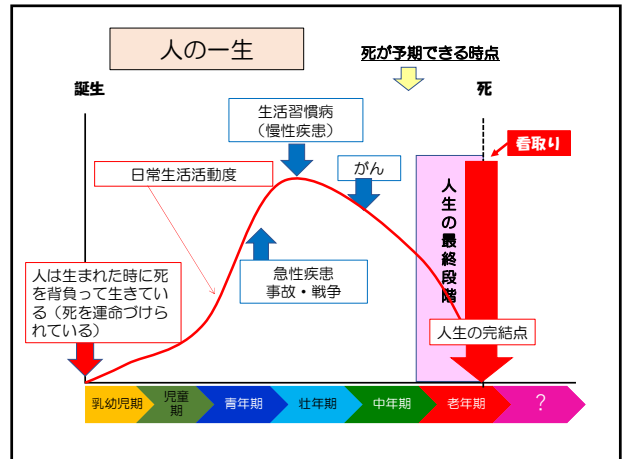 人の一生
死が予期できる時点
誕生
死
生活習慣病
(慢性疾患)
看取り
日常生活活動度
がん
人生の最終段階
急性疾患
事故・戦争
人は生まれた時に死
を背負って生きてい
る(死を運命づけら
れている)
人生の完結点
乳幼児期
児童
期
青年期
壮年期
中年期
老年期
?